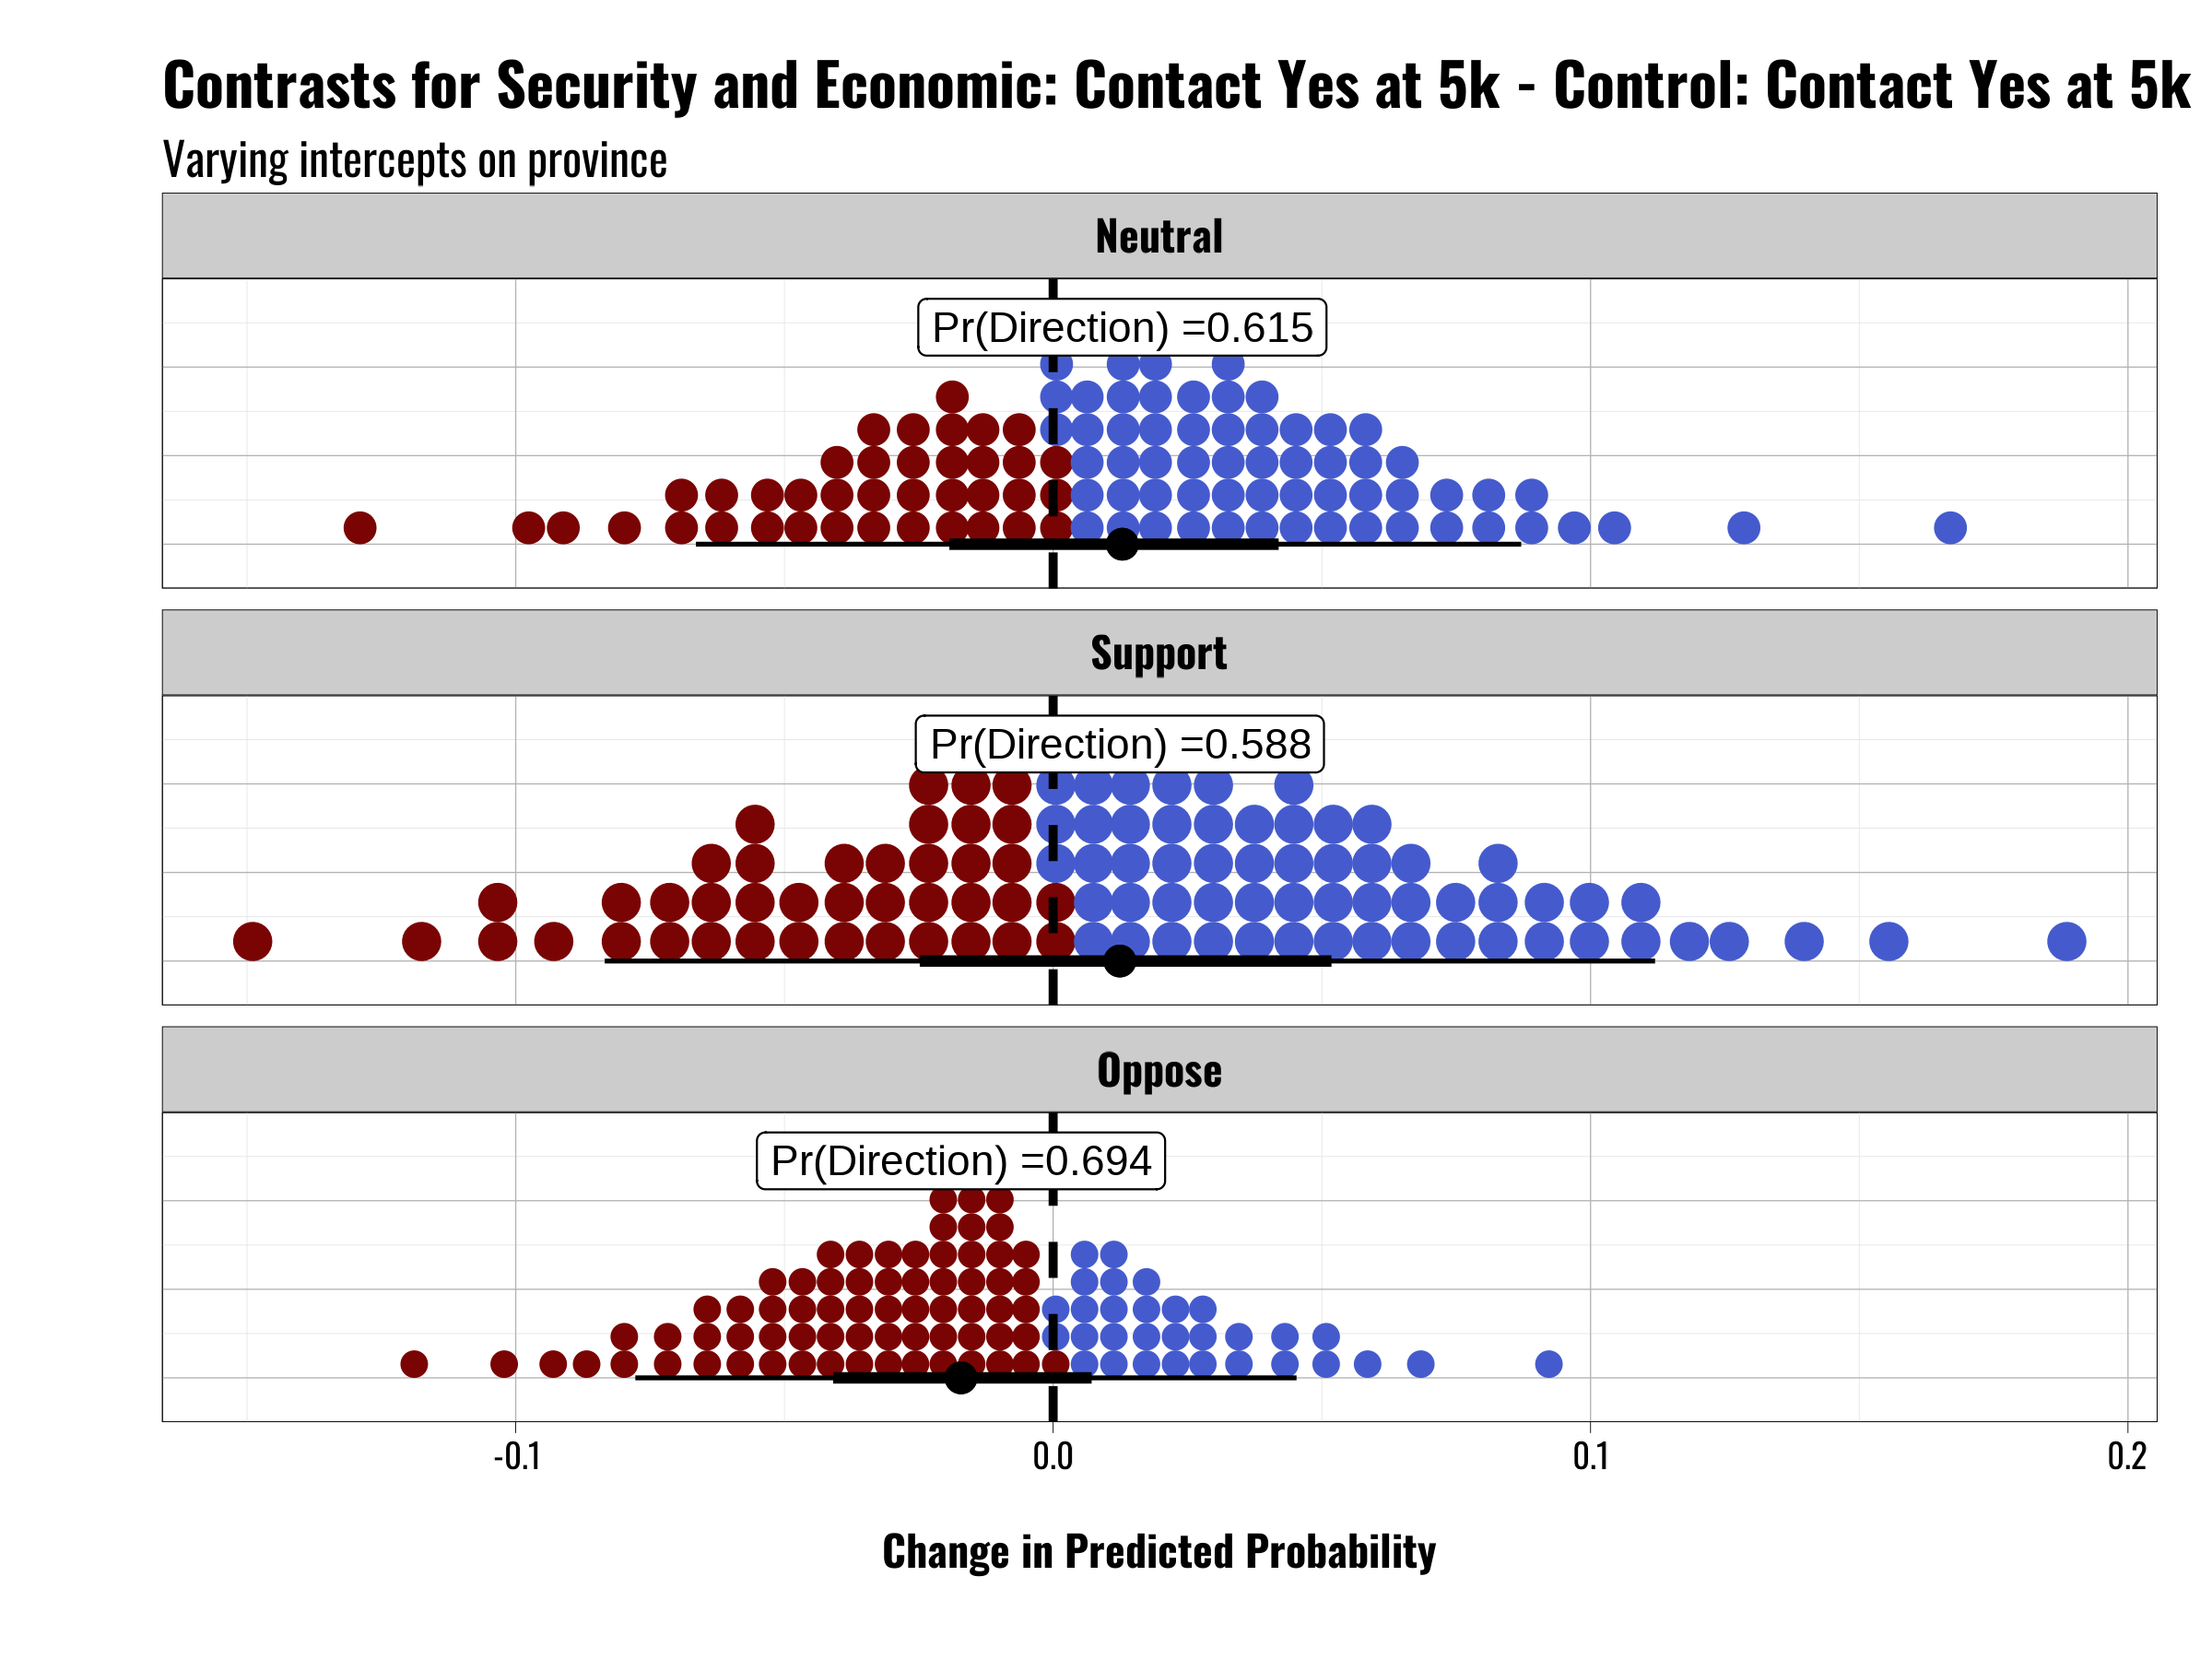 Contrasts for Security and Economic: Contact Yes at 5k - Control: Contact Yes at 5k
Varying intercepts on province
Neutral
Pr(Direction) =0.615
Support
Pr(Direction) =0.588
Oppose
Pr(Direction) =0.694
-0.1 0.0 0.1 0.2
Change in Predicted Probability